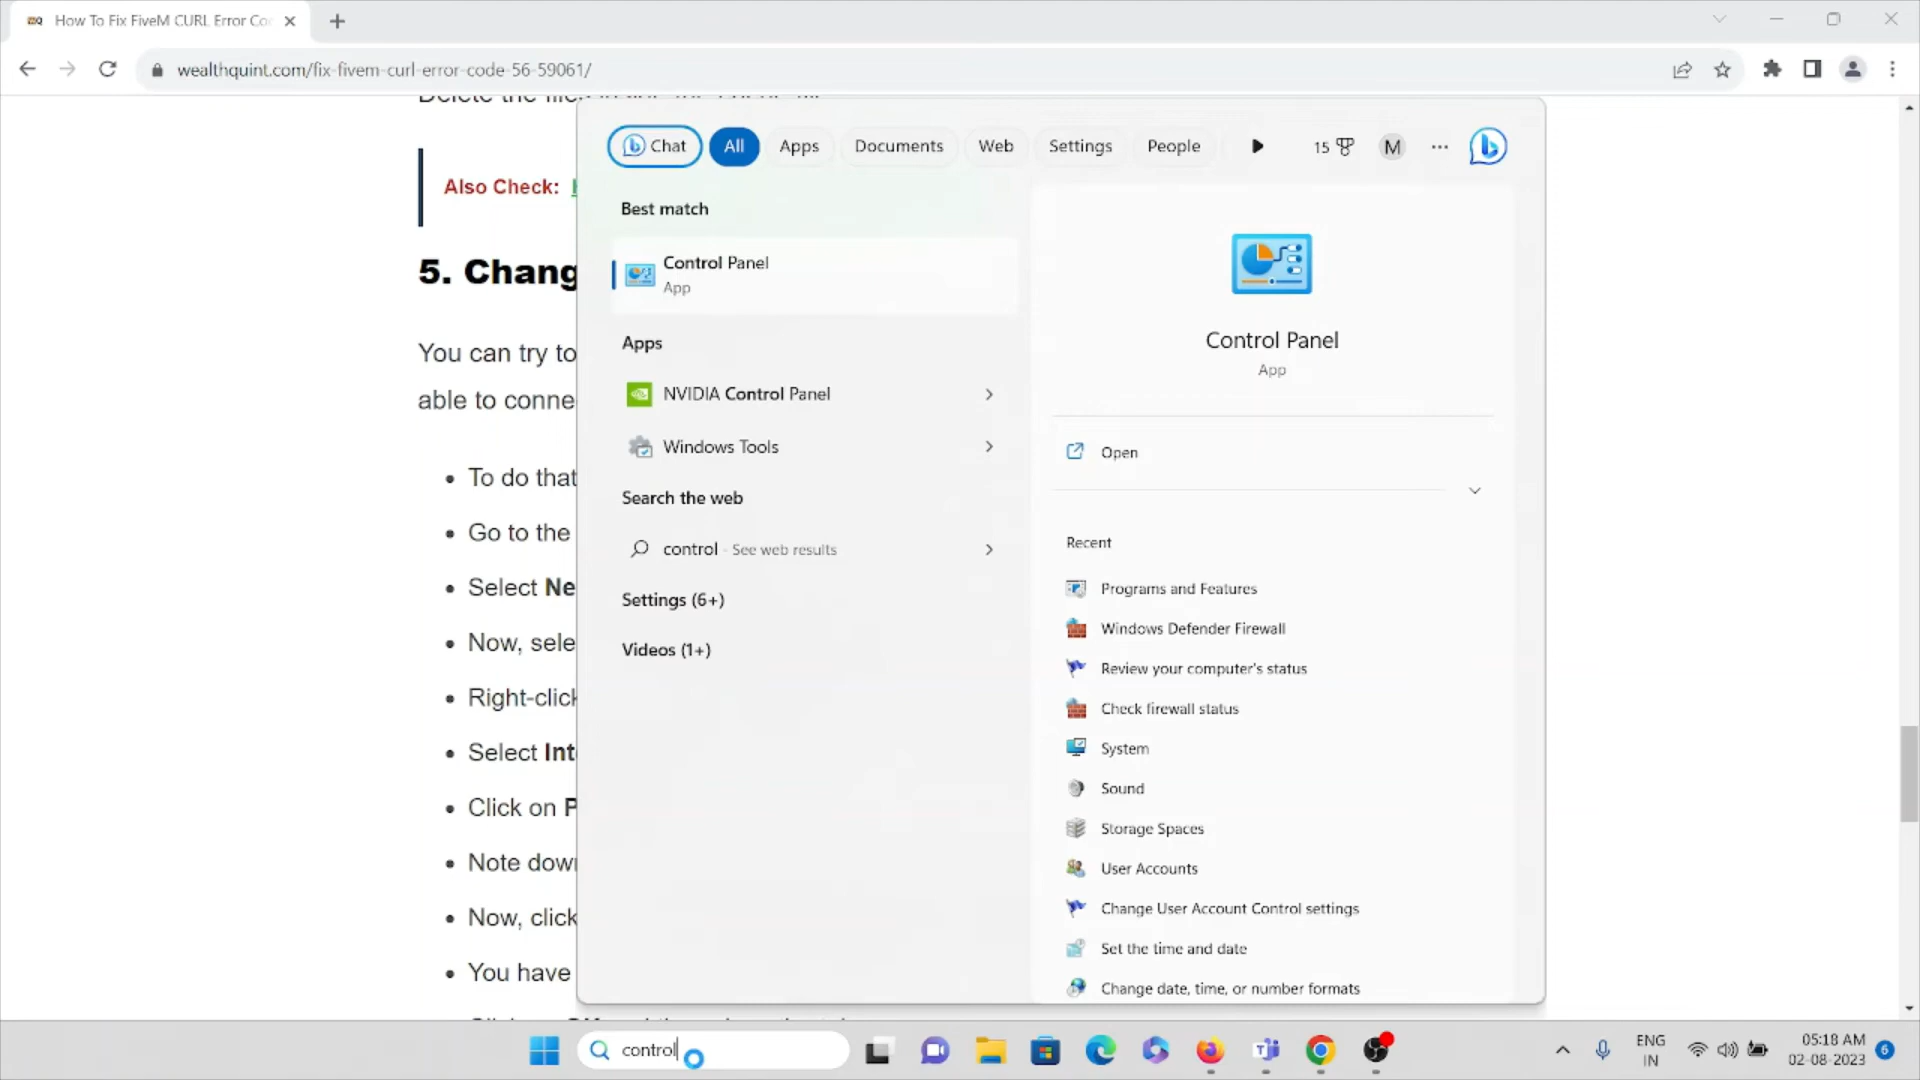 How To Fix FiveM CURL Error Co
wealthquint.com/fix-fivem-curl-error-code-56-59061/
Also Check:
5. Chang
You can try to
able to conne
To do that
Go to the
Select Ne
Now, sele
Right-click
Select Int
Click on P
Note down
Now, click
You have
Chat
All
Apps
Documents
Web
Settings
People
15
M
Best match
Control Panel
App
Apps
NVIDIA Control Panel
Windows Tools
Search the web
control - See web results
Settings (6+)
Videos (1+)
Control Panel
App
Open
Recent
Programs and Features
Windows Defender Firewall
Review your computer's status
Check firewall status
System
Sound
Storage Spaces
User Accounts
Change User Account Control settings
Set the time and date
Change date, time, or number formats
control
ENG
IN
05:18 AM
02-08-2023
6